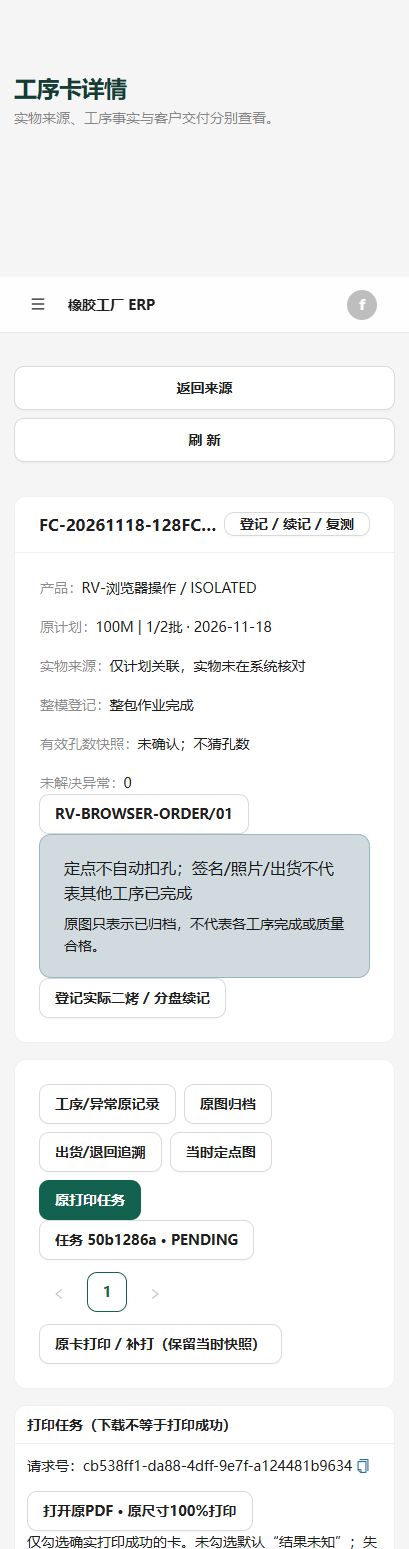 工序卡详情
实物来源、工序事实与客户交付分别查看。
橡胶工厂 ERP
f
返回来源
刷 新
FC-20261118-128FC...
登记 / 续记 / 复测
产品：RV-浏览器操作 / ISOLATED
原计划：100M | 1/2批 · 2026-11-18
实物来源：仅计划关联，实物未在系统核对
整模登记：整包作业完成
有效孔数快照：未确认；不猜孔数
未解决异常：0
RV-BROWSER-ORDER/01
定点不自动扣孔；签名/照片/出货不代
表其他工序已完成
原图只表示已归档，不代表各工序完成或质量
合格。
登记实际二烤 / 分盘续记
工序/异常原记录
原图归档
出货/退回追溯
当时定点图
原打印任务
任务 50b1286a • PENDING
< 1 >
原卡打印 / 补打（保留当时快照）
打印任务（下载不等于打印成功）
请求号：cb538ff1-da88-4dff-9e7f-a124481b9634
打开原PDF • 原尺寸100%打印
仅勾选确实打印成功的卡。未勾选默认“结果未知”；失